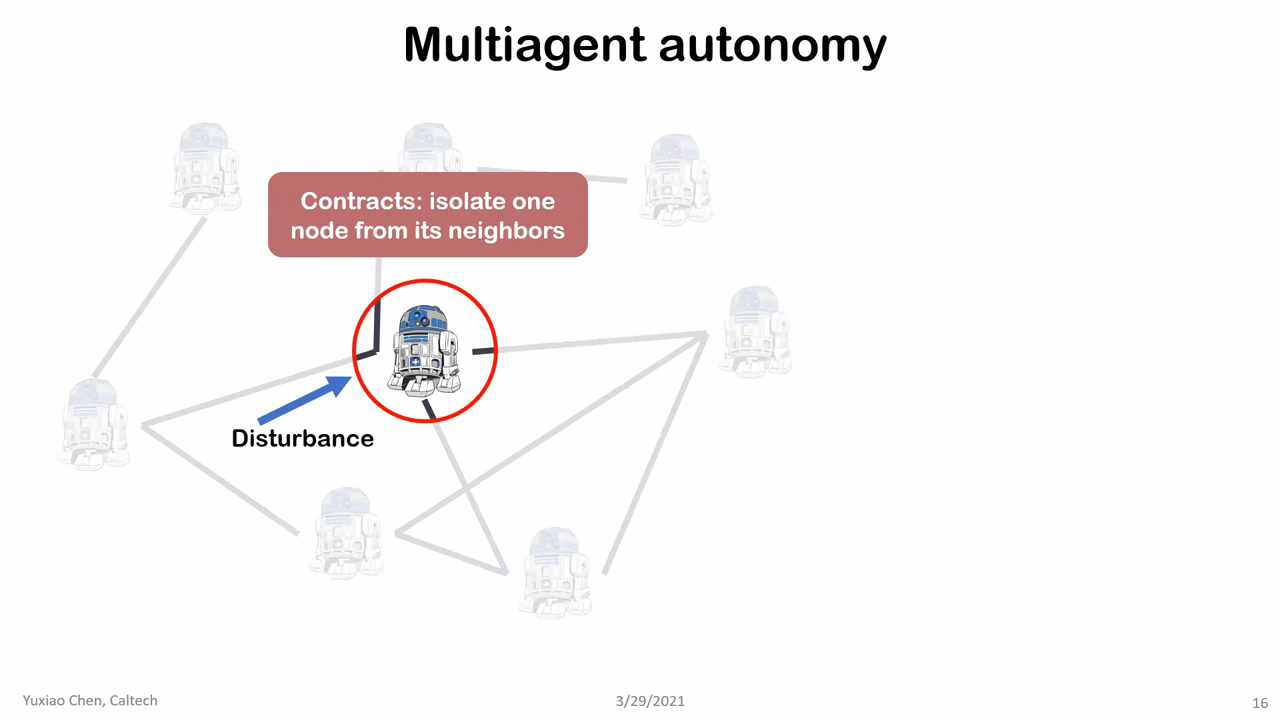 Multiagent autonomy
Contracts: isolate one
node from its neighbors
Disturbance
Yuxiao Chen, Caltech
3/29/2021
16